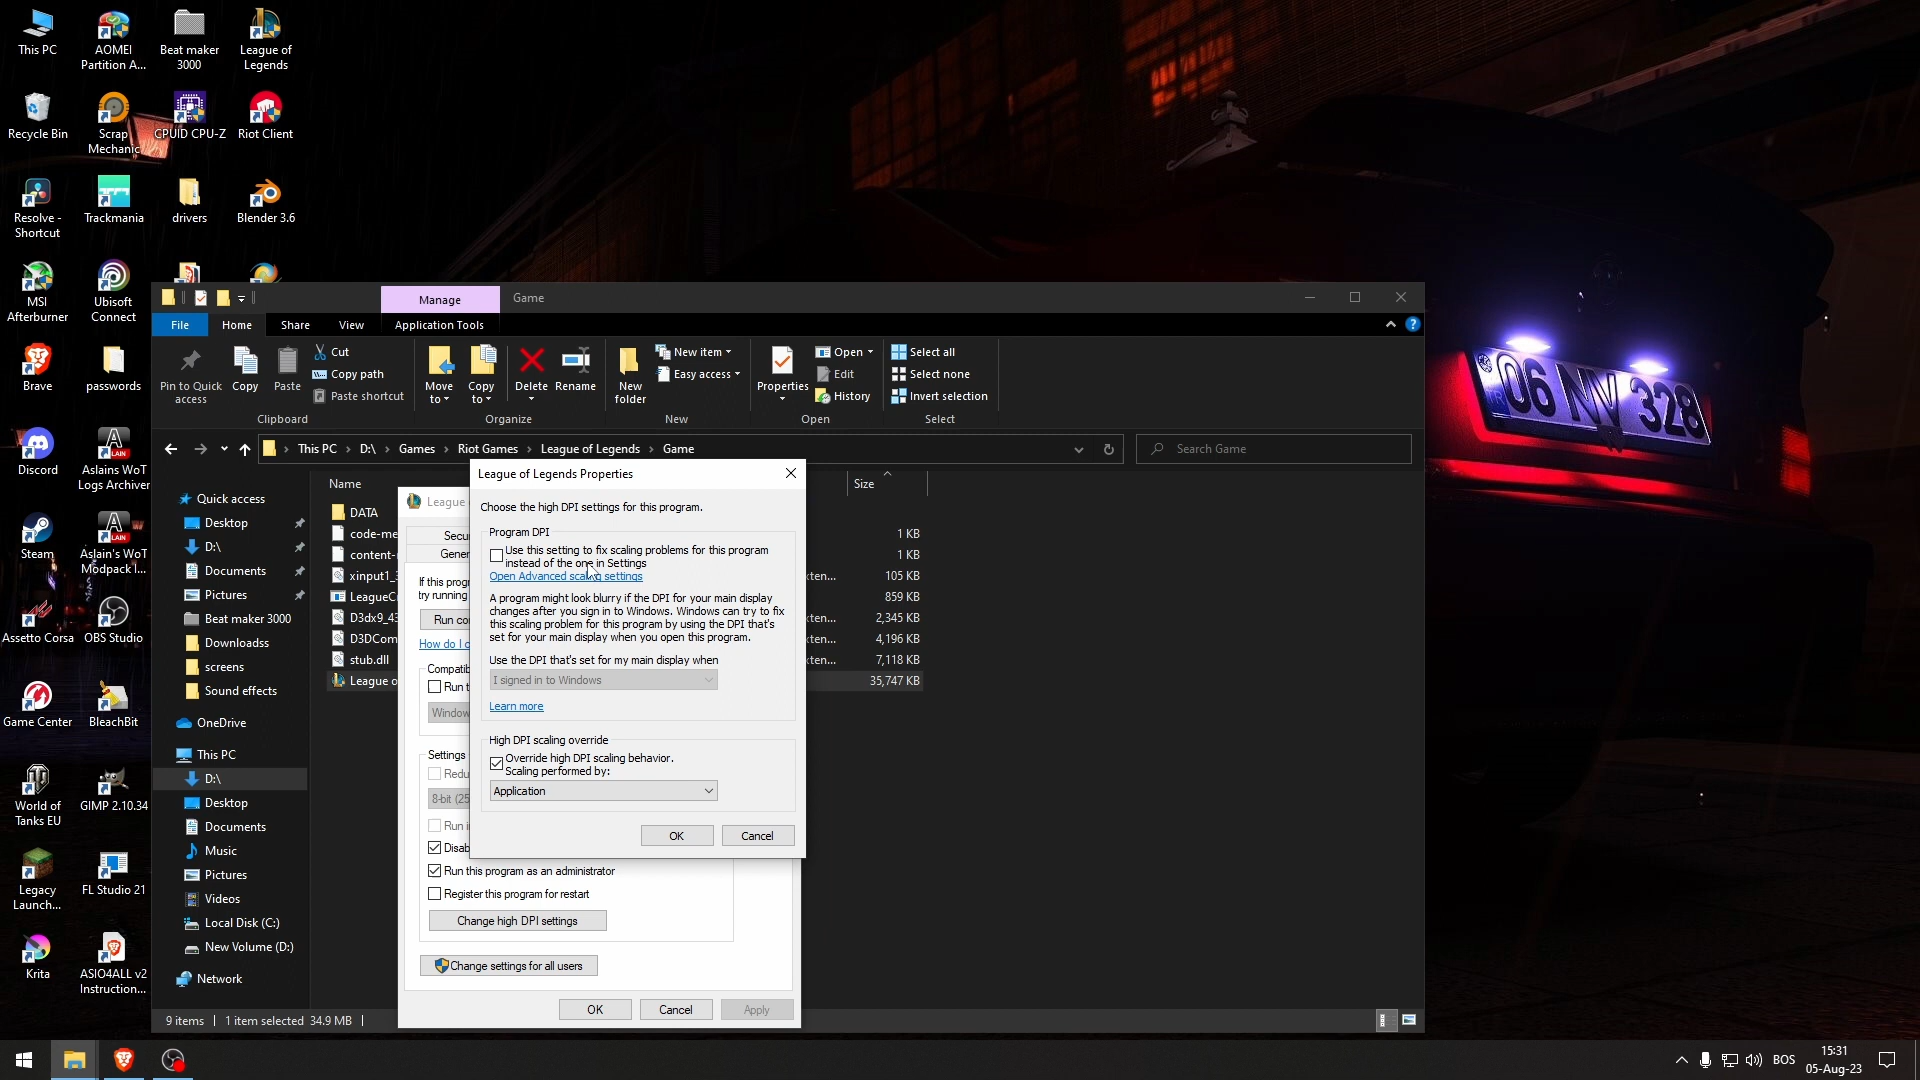 This PC
AOMEI
Partition A...
Beat maker
3000
League of
Legends
Recycle Bin
Scrap
Mechanic
CPUID CPU-Z
Riot Client
Resolve -
Shortcut
Trackmania
drivers
Blender 3.6
MSI
Afterburner
Ubisoft
Connect
Brave
passwords
Discord
Aslains WoT
Logs Archiver
Steam
Aslain's WoT
Modpack I...
Assetto Corsa
OBS Studio
Game Center
BleachBit
World of
Tanks EU
GIMP 2.10.34
Legacy
Launch...
FL Studio 21
Krita
ASIO4ALL v2
Instruction...
Manage
Game
File
Home
Share
View
Application Tools
Pin to Quick
access
Copy
Paste
Cut
Copy path
Paste shortcut
Clipboard
Move
to
Copy
to
Delete
Rename
Organize
New
folder
New item
Easy access
New
Properties
Open
Edit
History
Open
Select all
Select none
Invert selection
Select
This PC
D:\
Games
Riot Games
League of Legends
Game
Search Game
Quick access
Desktop
D:\
Documents
Pictures
Beat maker 3000
Downloadss
screens
Sound effects
OneDrive
This PC
D:\
Desktop
Documents
Music
Pictures
Videos
Local Disk (C:)
New Volume (D:)
Network
Name
Size
DATA
code-me
content-
1 KB
1 KB
xinput1_3
xten...
105 KB
LeagueCr
859 KB
D3dx9_43
xten...
2,345 KB
D3DCom
xten...
4,196 KB
stub.dll
xten...
7,118 KB
League o
35,747 KB
9 items
1 item selected 34.9 MB
League
Secu
Gener
If this prog
try running
Run co
How do I c
Compatib
Run t
Window
Settings
Redu
8-bit (25
Run i
Disab
Run this program as an administrator
Register this program for restart
Change high DPI settings
Change settings for all users
OK
Cancel
Apply
League of Legends Properties
Choose the high DPI settings for this program.
Program DPI
Use this setting to fix scaling problems for this program
instead of the one in Settings
Open Advanced scaling settings
A program might look blurry if the DPI for your main display
changes after you sign in to Windows. Windows can try to fix
this scaling problem for this program by using the DPI that's
set for your main display when you open this program.
Use the DPI that's set for my main display when
I signed in to Windows
Learn more
High DPI scaling override
Override high DPI scaling behavior.
Scaling performed by:
Application
OK
Cancel
06 NV 328
BOS
15:31
05-Aug-23